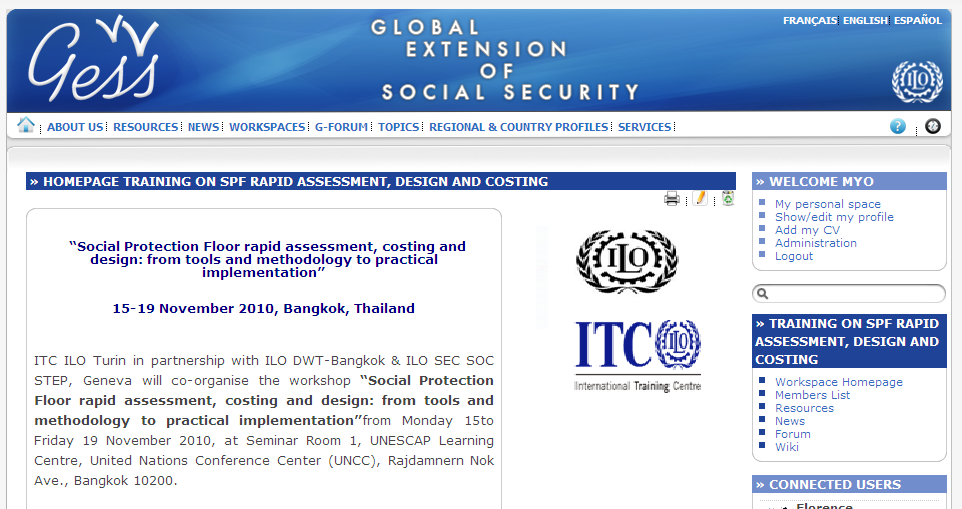 FRANÇAIS ENGLISH ESPAÑOL
Gess
GLOBAL
EXTENSION
OF
SOCIAL SECURITY
ILO
ABOUT US RESOURCES NEWS WORKSPACES G-FORUM TOPICS REGIONAL & COUNTRY PROFILES SERVICES
?
» HOMEPAGE TRAINING ON SPF RAPID ASSESSMENT, DESIGN AND COSTING
“Social Protection Floor rapid assessment, costing and
design: from tools and methodology to practical
implementation”
15-19 November 2010, Bangkok, Thailand
ITC ILO Turin in partnership with ILO DWT-Bangkok & ILO SEC SOC
STEP, Geneva will co-organise the workshop “Social Protection
Floor rapid assessment, costing and design: from tools and
methodology to practical implementation”from Monday 15to
Friday 19 November 2010, at Seminar Room 1, UNESCAP Learning
Centre, United Nations Conference Center (UNCC), Rajdamnern Nok
Ave., Bangkok 10200.
ILO
ITC ILO
International Training Centre
» WELCOME MYO
My personal space
Show/edit my profile
Add my CV
Administration
Logout
» TRAINING ON SPF RAPID
ASSESSMENT, DESIGN AND
COSTING
Workspace Homepage
Members List
Resources
News
Forum
Wiki
» CONNECTED USERS
Florence